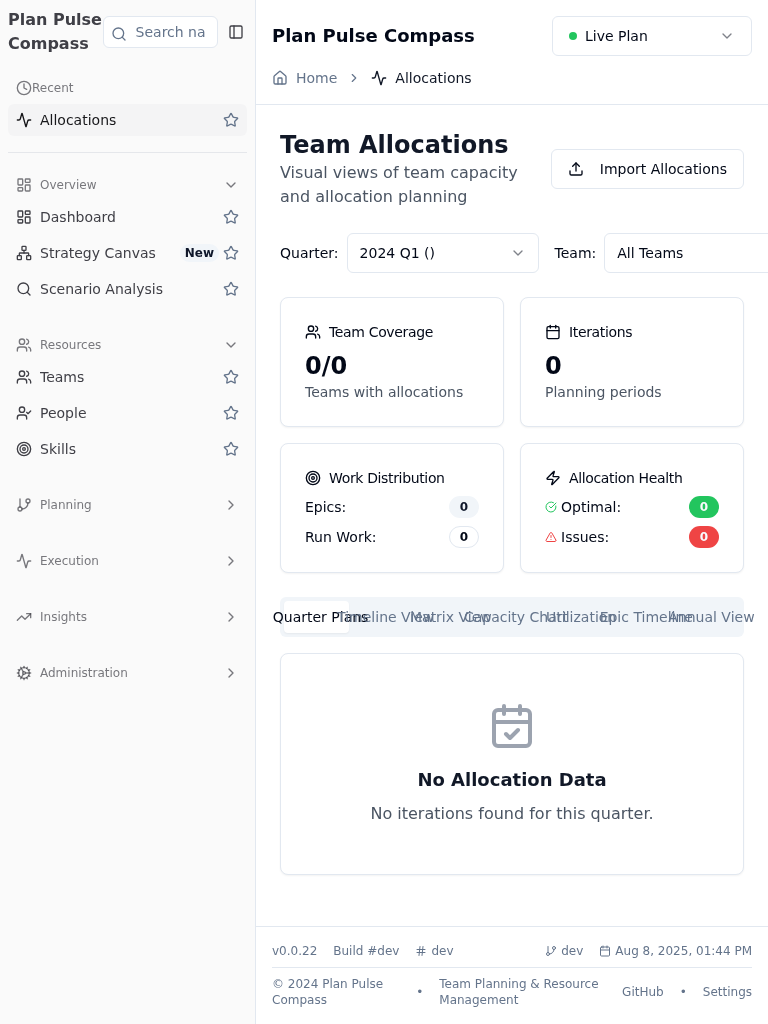 Plan Pulse
Compass
Search na
Recent
Allocations
Overview
Dashboard
Strategy Canvas
New
Scenario Analysis
Resources
Teams
People
Skills
Planning
Execution
Insights
Administration
Plan Pulse Compass
Live Plan
Home
Allocations
Team Allocations
Visual views of team capacity
and allocation planning
Import Allocations
Quarter:
2024 Q1 ()
Team:
All Teams
Team Coverage
0/0
Teams with allocations
Iterations
0
Planning periods
Work Distribution
Epics:
0
Run Work:
0
Allocation Health
Optimal:
0
Issues:
0
Quarter Plans
Timeline View
Matrix View
Capacity Chart
Utilization
Epic Timeline
Annual View
No Allocation Data
No iterations found for this quarter.
v0.0.22
Build #dev
dev
dev
Aug 8, 2025, 01:44 PM
© 2024 Plan Pulse
Compass
•
Team Planning & Resource
Management
GitHub
•
Settings